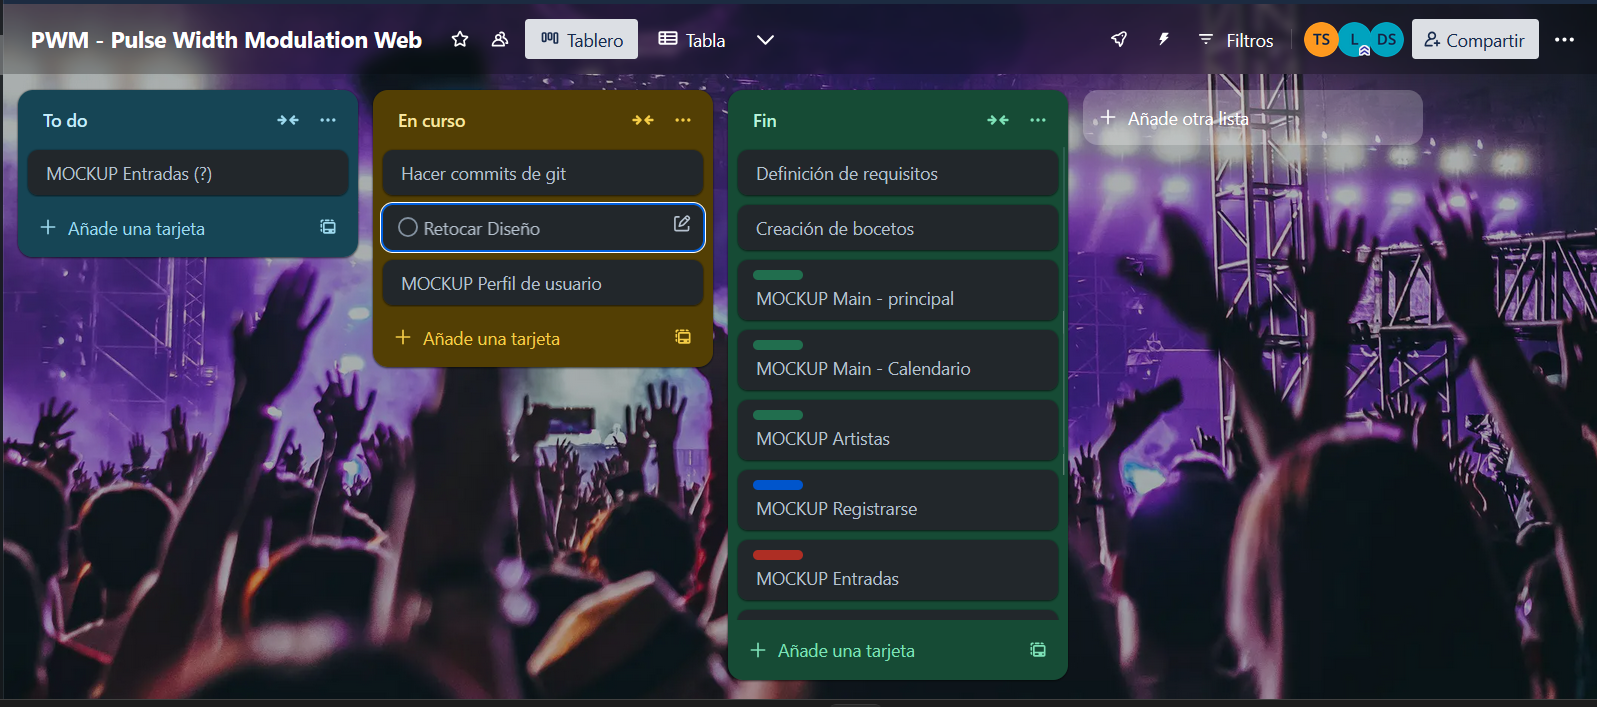 PWM - Pulse Width Modulation Web
Tablero
Tabla
Filtros
TS
L
DS
Compartir
To do
MOCKUP Entradas (?)
Añade una tarjeta
En curso
Hacer commits de git
Retocar Diseño
MOCKUP Perfil de usuario
Añade una tarjeta
Fin
Definición de requisitos
Creación de bocetos
MOCKUP Main - principal
MOCKUP Main - Calendario
MOCKUP Artistas
MOCKUP Registrarse
MOCKUP Entradas
Añade una tarjeta
Añade otra lista